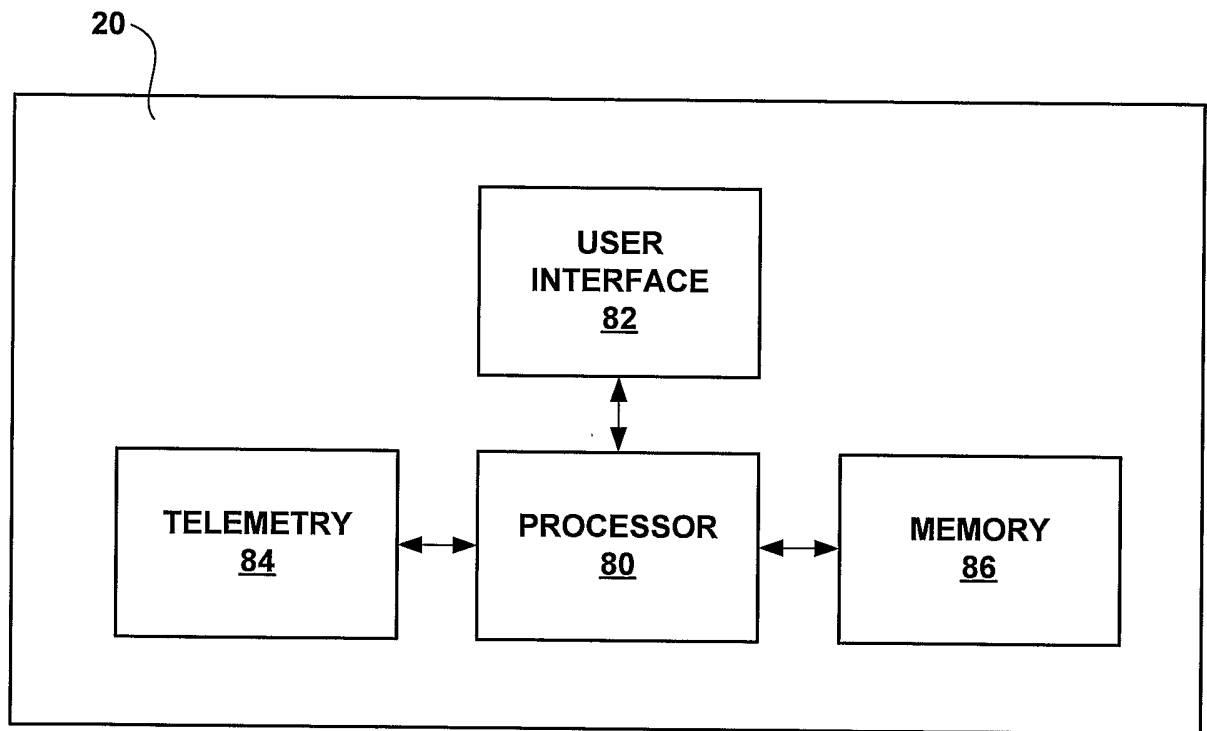 20
USER
INTERFACE
82
TELEMETRY
84
PROCESSOR
80
MEMORY
86